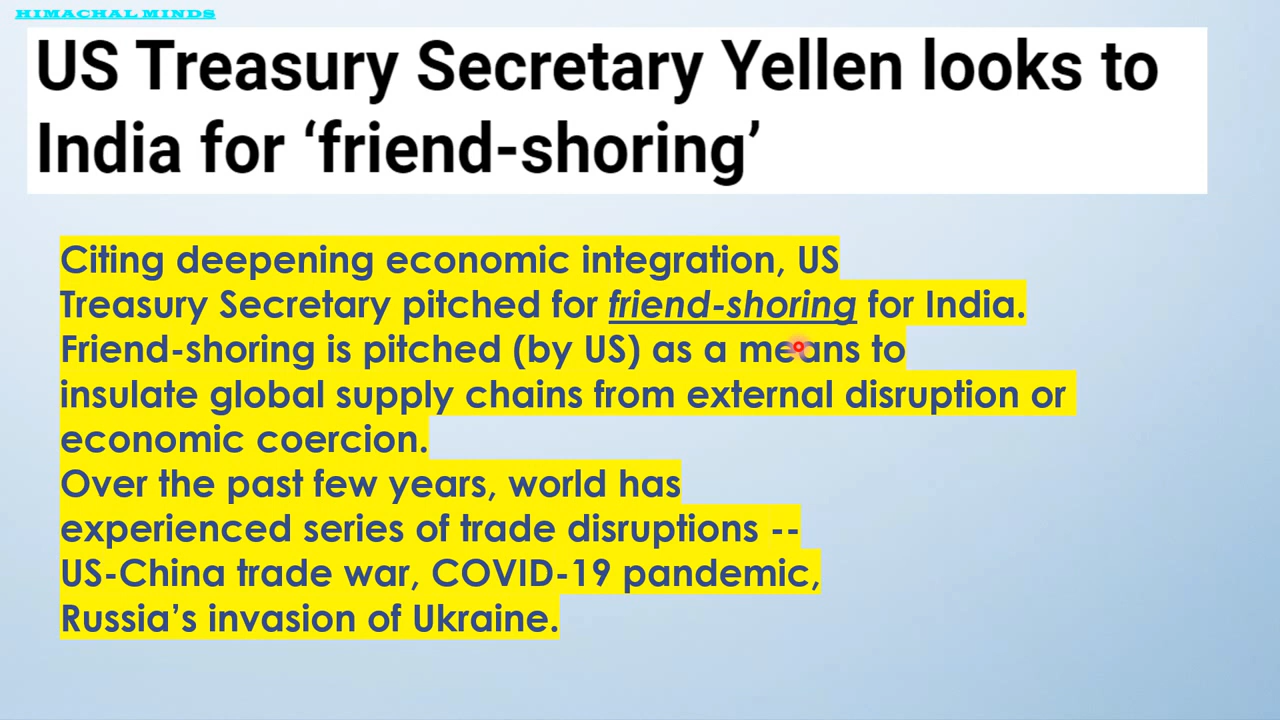 HIMACHAL MINDS
US Treasury Secretary Yellen looks to
India for ‘friend-shoring’
Citing deepening economic integration, US
Treasury Secretary pitched for friend-shoring for India.
Friend-shoring is pitched (by US) as a means to
insulate global supply chains from external disruption or
economic coercion.
Over the past few years, world has
experienced series of trade disruptions --
US-China trade war, COVID-19 pandemic,
Russia’s invasion of Ukraine.